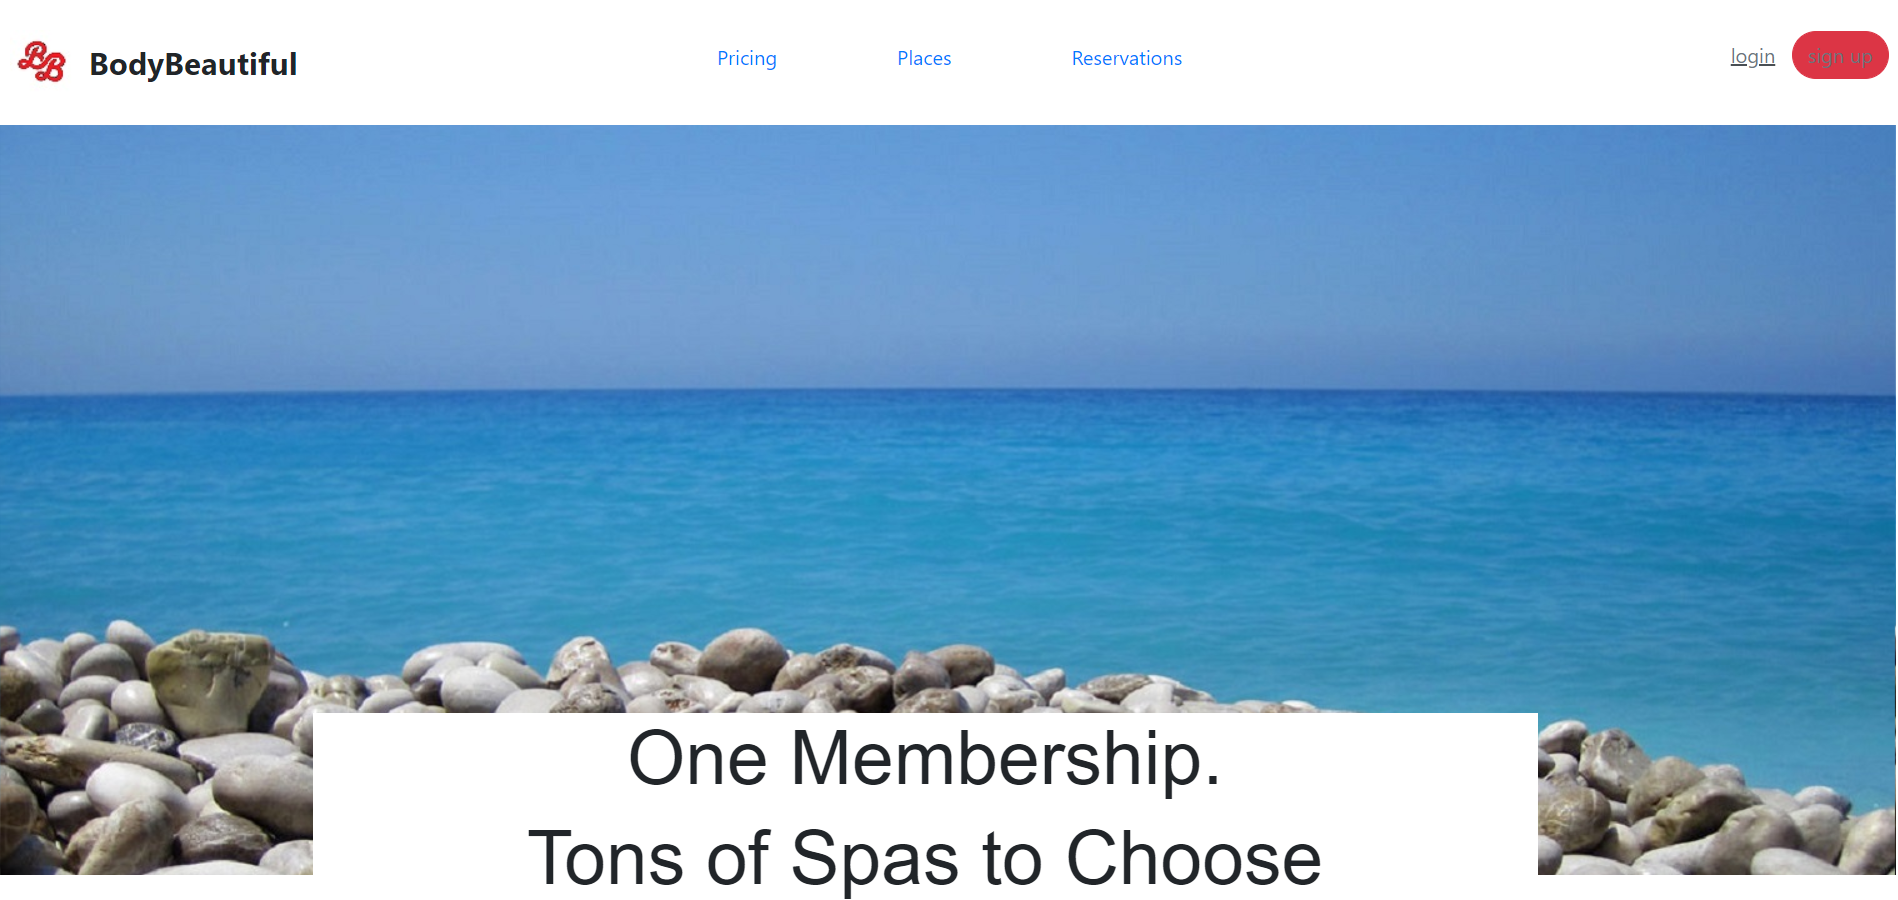 BB BodyBeautiful
Pricing Places Reservations
login sign up
One Membership.
Tons of Spas to Choose